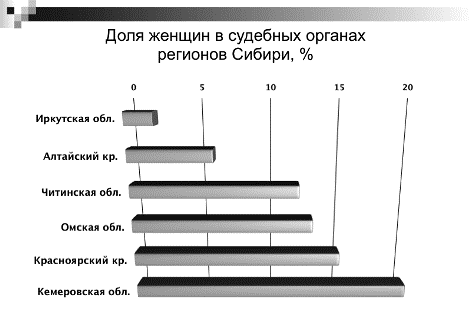 Доля женщин в судебных органах
регионов Сибири, %
0 5 10 15 20
Иркутская обл.
Алтайский кр.
Читинская обл.
Омская обл.
Красноярский кр.
Кемеровская обл.